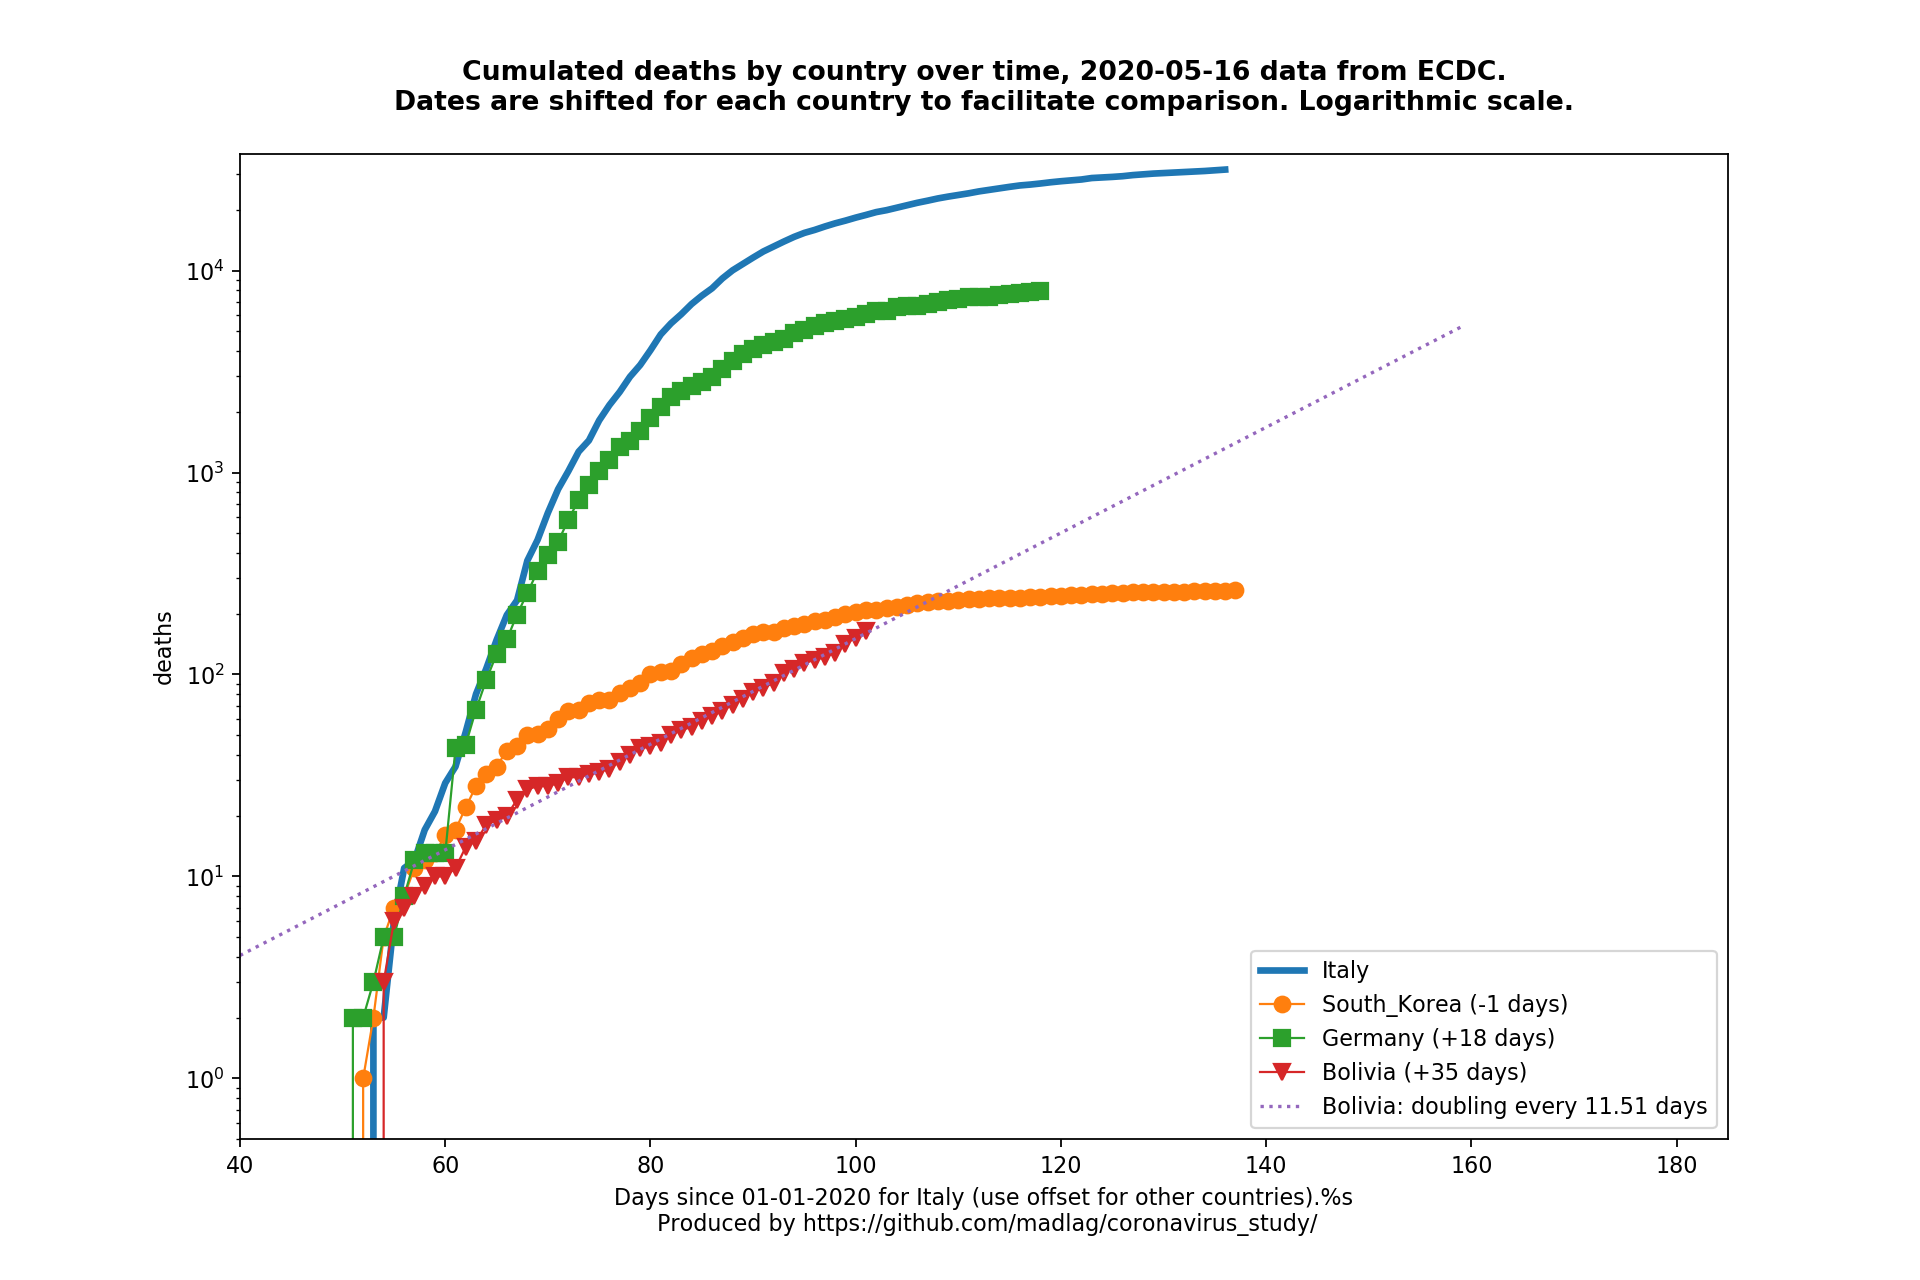 Cumulated deaths by country over time, 2020-05-16 data from ECDC.
Dates are shifted for each country to facilitate comparison. Logarithmic scale.
deaths
10⁴
10³
10²
10¹
10⁰
40 60 80 100 120 140 160 180
Italy
South_Korea (-1 days)
Germany (+18 days)
Bolivia (+35 days)
Bolivia: doubling every 11.51 days
Days since 01-01-2020 for Italy (use offset for other countries).%s
Produced by https://github.com/madlag/coronavirus_study/